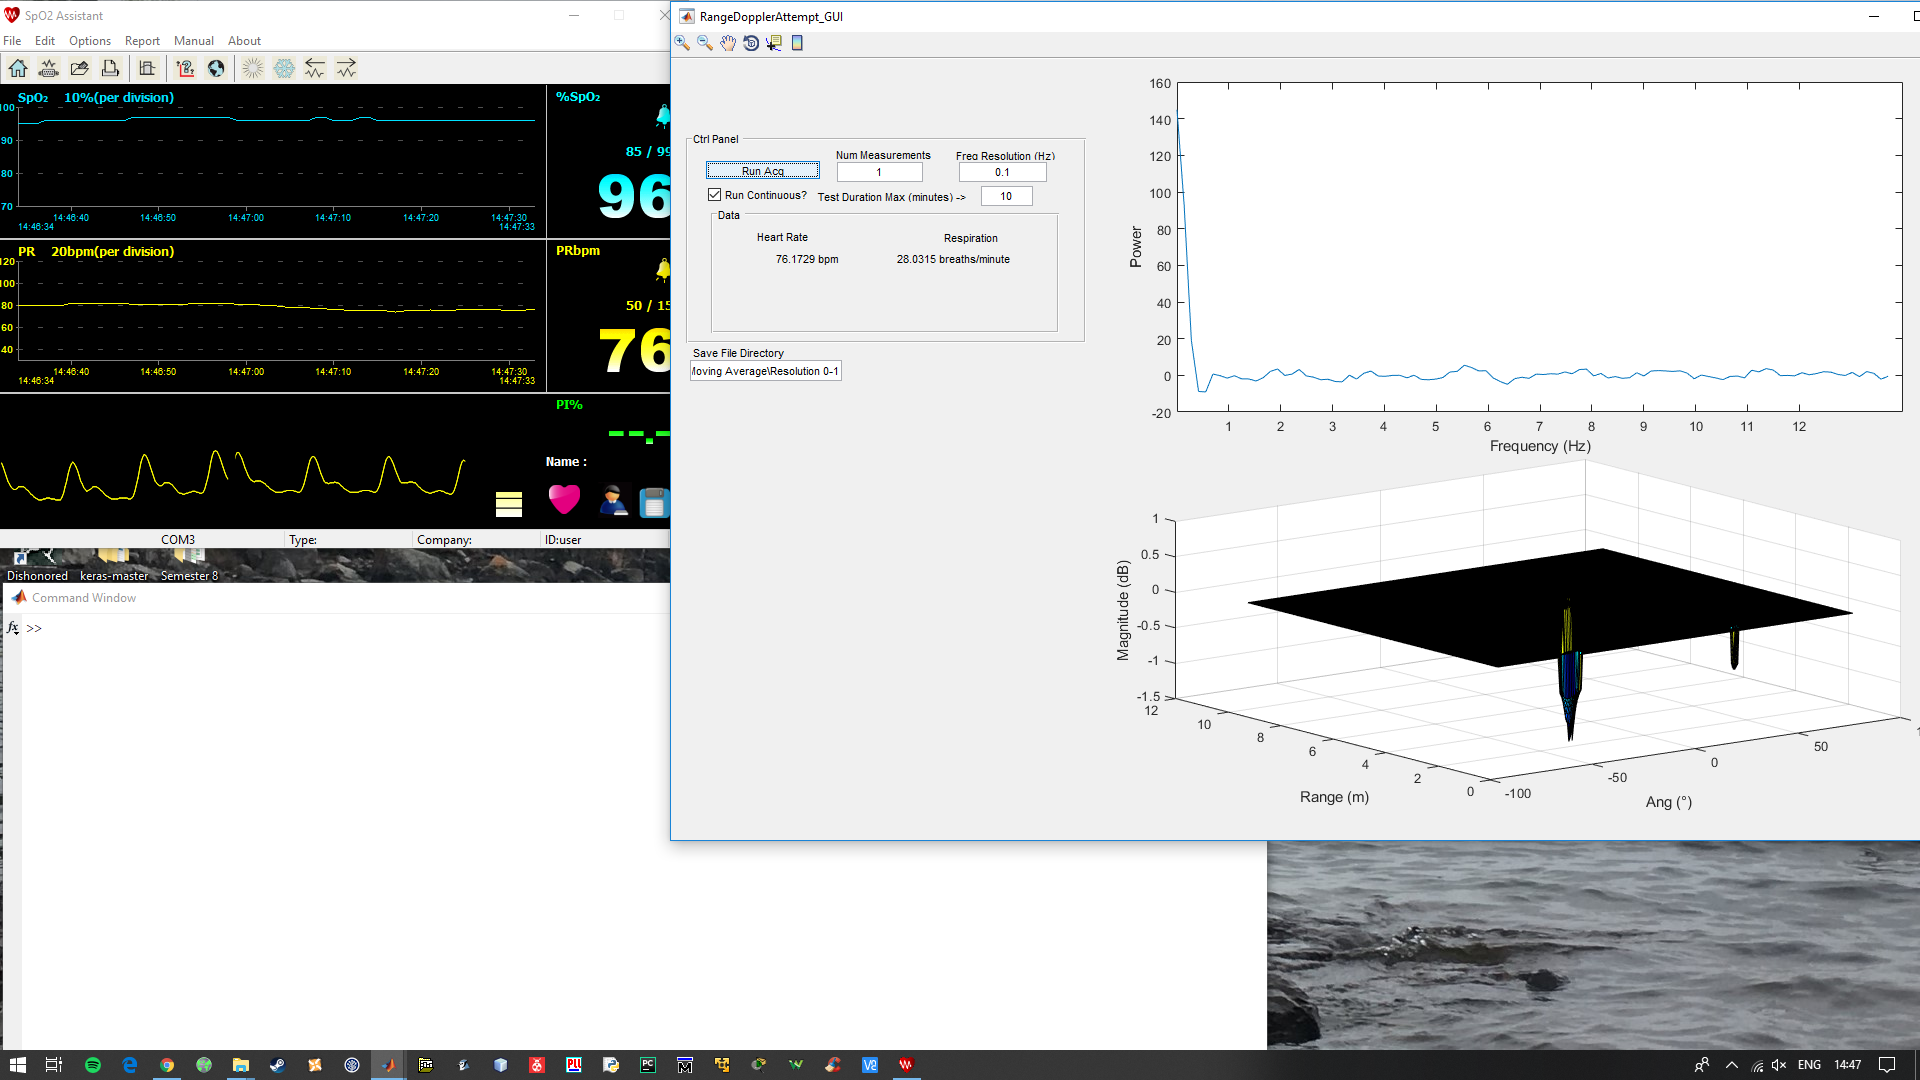 SpO2 Assistant
File Edit Options Report Manual About
SpO₂ 10%(per division)
100
90
80
70
14:46:40 14:46:50 14:47:00 14:47:10 14:47:20 14:47:30
14:46:34 14:47:33
%SpO₂
85 / 99
96
PR 20bpm(per division)
120
100
80
60
40
14:46:40 14:46:50 14:47:00 14:47:10 14:47:20 14:47:30
14:46:34 14:47:33
PRbpm
50 / 15
76
PI%
--.-
Name :
COM3 Type: Company: ID:user
Dishonored keras-master Semester 8
Command Window
fx >>
RangeDopplerAttempt_GUI
Ctrl Panel
Run Acq
Num Measurements
1
Freq Resolution (Hz)
0.1
Run Continuous?
Test Duration Max (minutes) ->
10
Data
Heart Rate Respiration
76.1729 bpm 28.0315 breaths/minute
Save File Directory
Moving Average\Resolution 0-1
160
140
120
100
80
60
40
20
0
-20
Power
1 2 3 4 5 6 7 8 9 10 11 12
Frequency (Hz)
1
0.5
0
-0.5
-1
-1.5
Magnitude (dB)
12 10 8 6 4 2 0
Range (m)
-100 -50 0 50
Ang (°)
PC
ENG 14:47